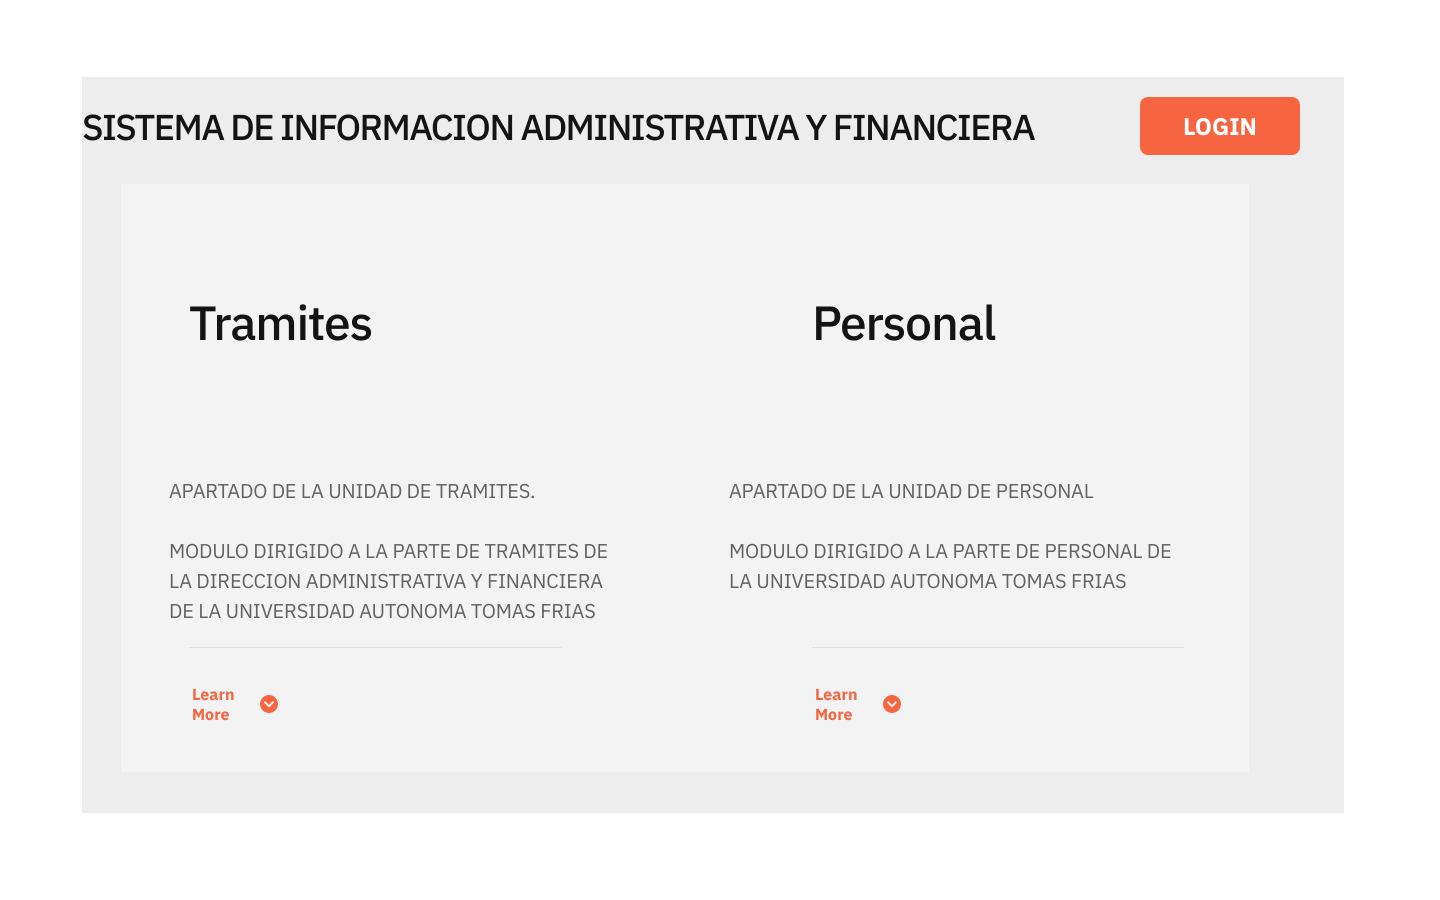 SISTEMA DE INFORMACION ADMINISTRATIVA Y FINANCIERA
LOGIN
Tramites
APARTADO DE LA UNIDAD DE TRAMITES.
MODULO DIRIGIDO A LA PARTE DE TRAMITES DE
LA DIRECCION ADMINISTRATIVA Y FINANCIERA
DE LA UNIVERSIDAD AUTONOMA TOMAS FRIAS
Learn
More
Personal
APARTADO DE LA UNIDAD DE PERSONAL
MODULO DIRIGIDO A LA PARTE DE PERSONAL DE
LA UNIVERSIDAD AUTONOMA TOMAS FRIAS
Learn
More